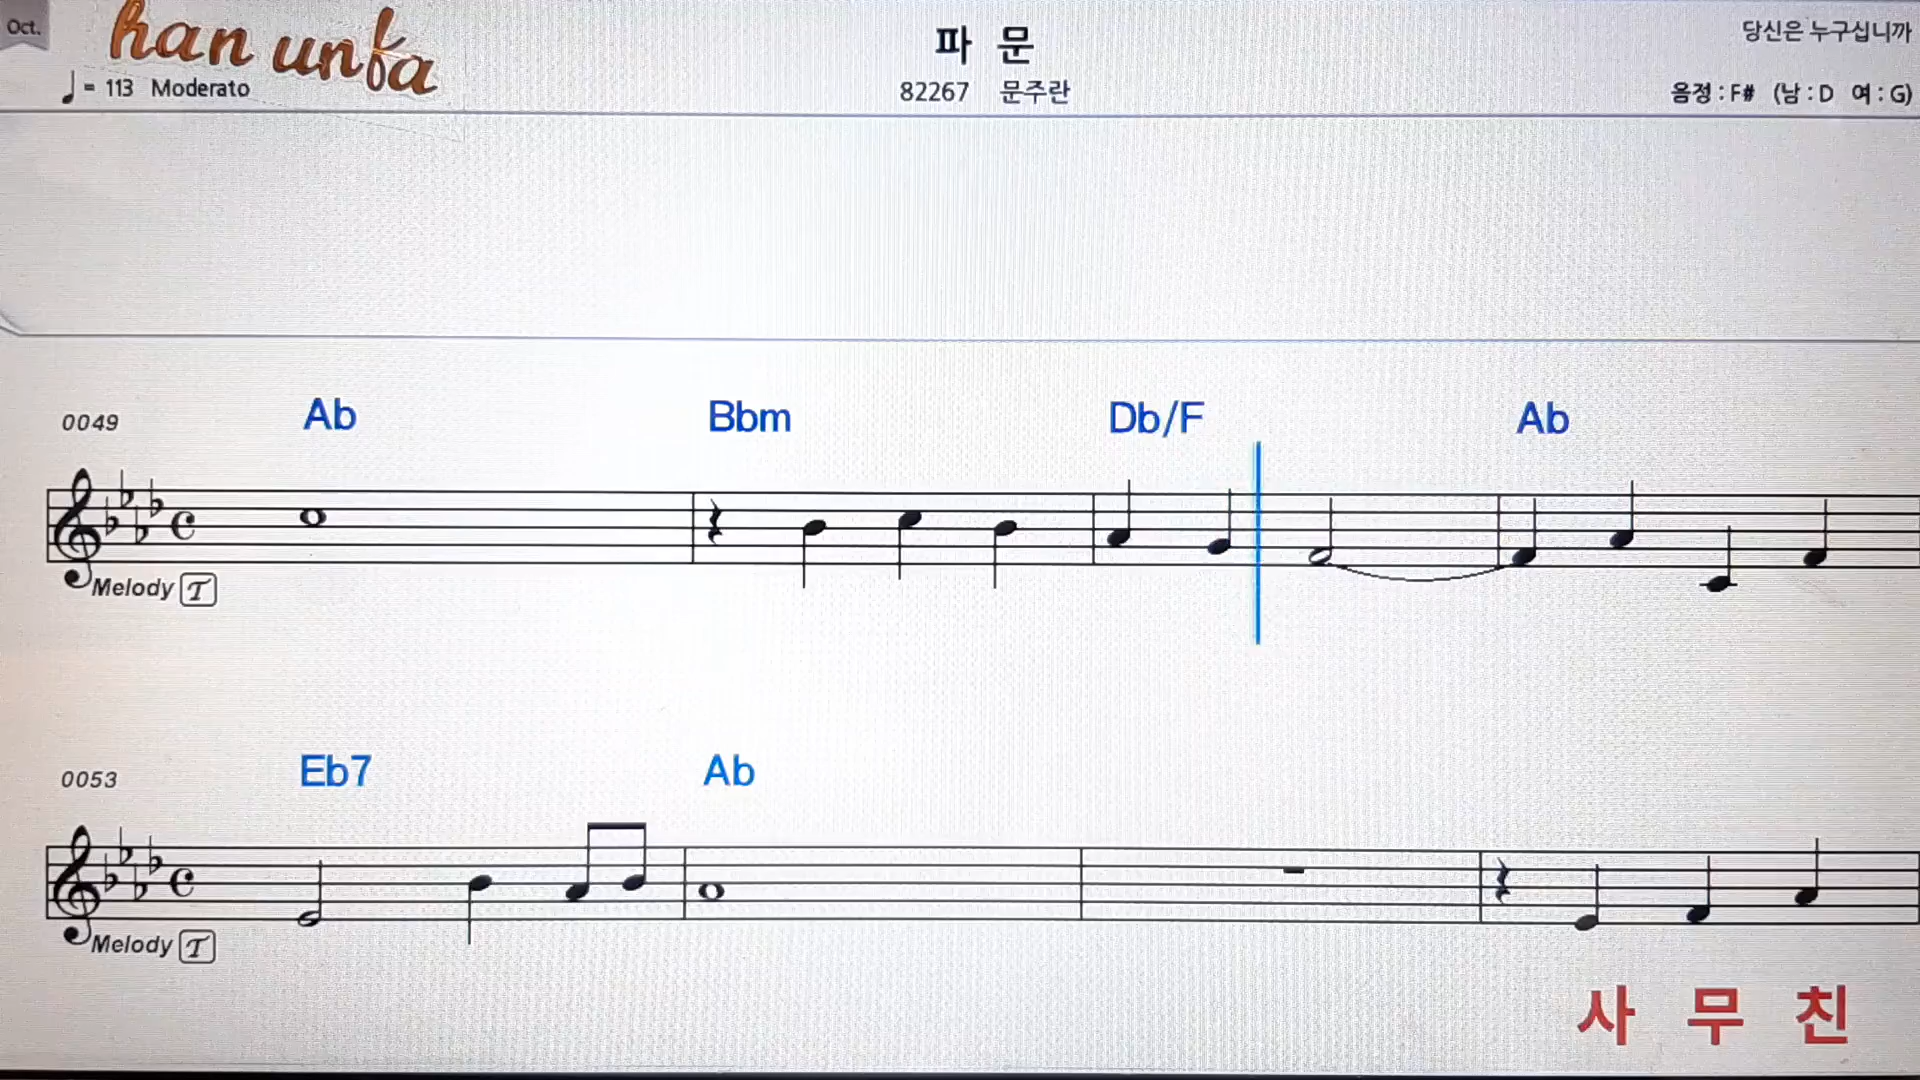 Oct.
han unfa
파 문
당신은 누구십니까
♩= 113 Moderato
82267 문주란
음정 : F# (남 : D 여 : G)
0049 Ab Bbm Db/F Ab
Melody T
0053 Eb7 Ab
Melody T
사 무 친